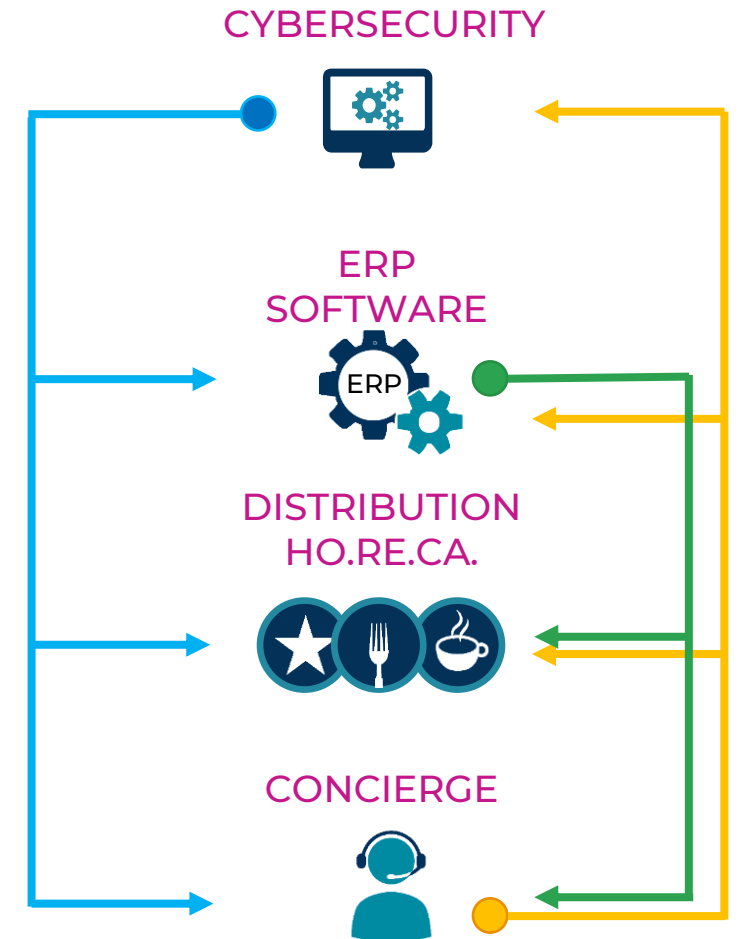 CYBERSECURITY
ERP
SOFTWARE
ERP
DISTRIBUTION
HO.RE.CA.
CONCIERGE